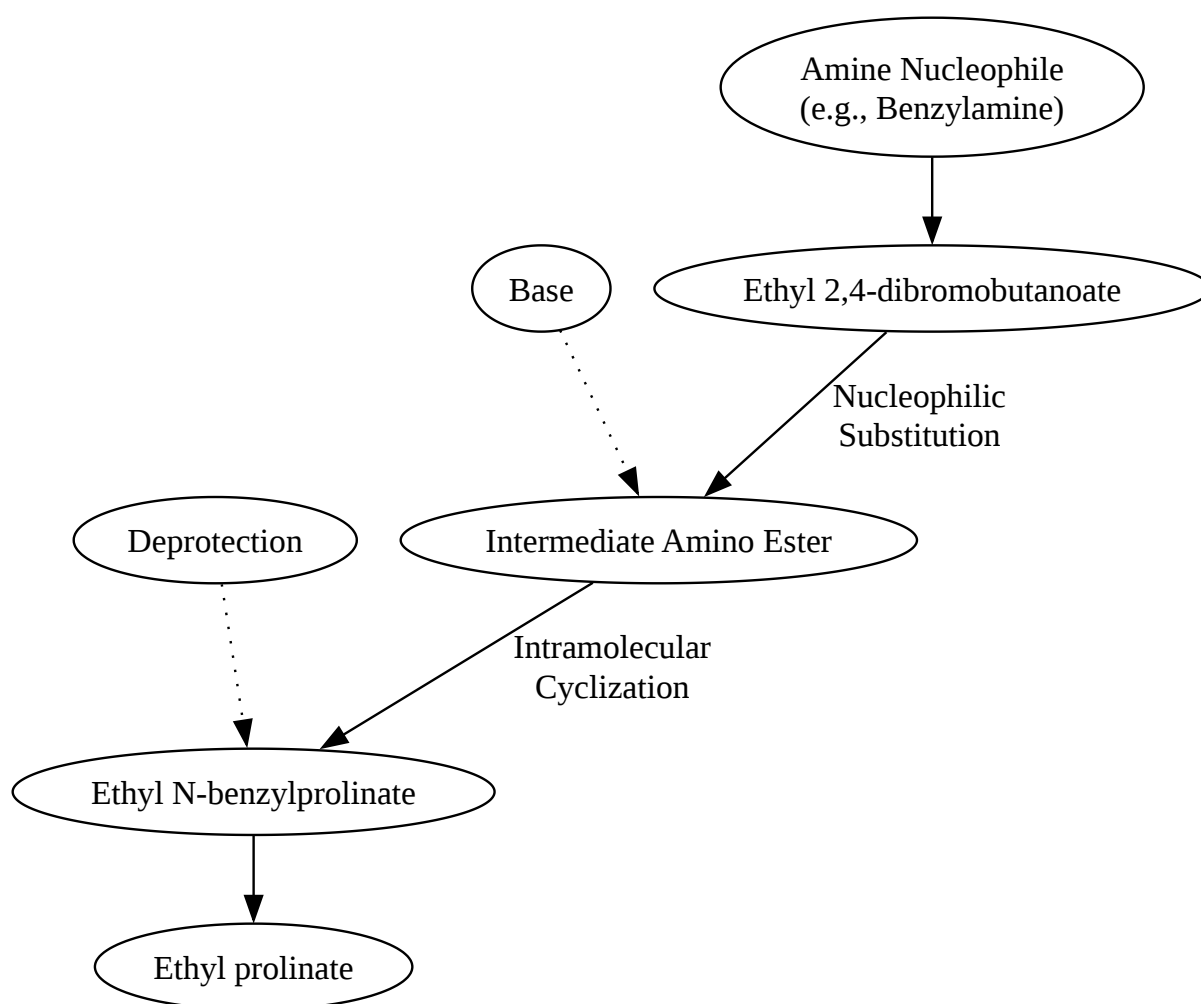 Amine Nucleophile
(e.g., Benzylamine)
Base
Ethyl 2,4-dibromobutanoate
Nucleophilic
Substitution
Deprotection
Intermediate Amino Ester
Intramolecular
Cyclization
Ethyl N-benzylprolinate
Ethyl prolinate